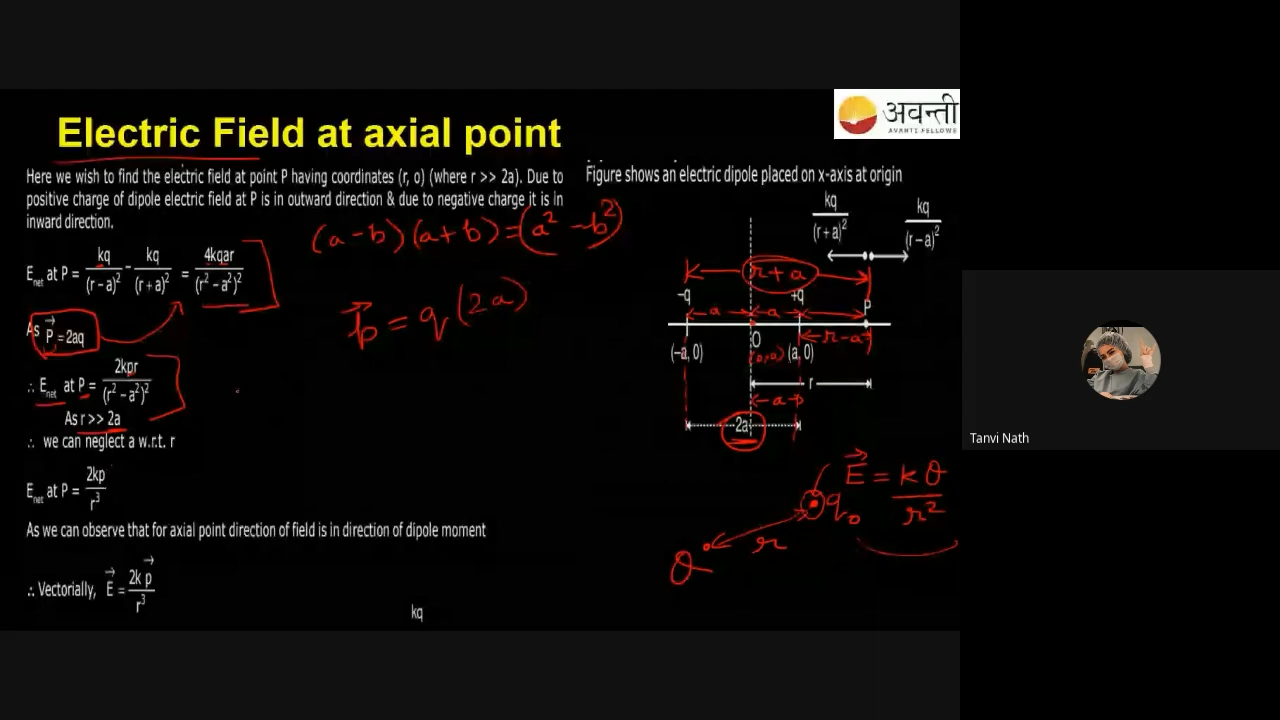 Electric Field at axial point
अवन्ती
AVANTI FELLOWS
Here we wish to find the electric field at point P having coordinates (r, o) (where r >> 2a). Due to
positive charge of dipole electric field at P is in outward direction & due to negative charge it is in
inward direction.
E_net at P = kq/(r−a)² − kq/(r+a)² = 4kqar/(r² − a²)²
As P⃗ = 2aq
∴ E_net at P = 2kpr/(r² − a²)²
As r >> 2a
∴ we can neglect a w.r.t. r
E_net at P = 2kp/r³
As we can observe that for axial point direction of field is in direction of dipole moment
∴ Vectorially, E⃗ = 2k p⃗/r³
kq
(a-b)(a+b) = (a² - b²)
p⃗ = q(2a)
Figure shows an electric dipole placed on x-axis at origin
kq/(r+a)²
kq/(r−a)²
r+a
-q +q P
a a
O r-a
(−a, 0) (0,0) (a, 0)
r
a
2a
E⃗ = kQ/r²
q₀
r
Q
Tanvi Nath